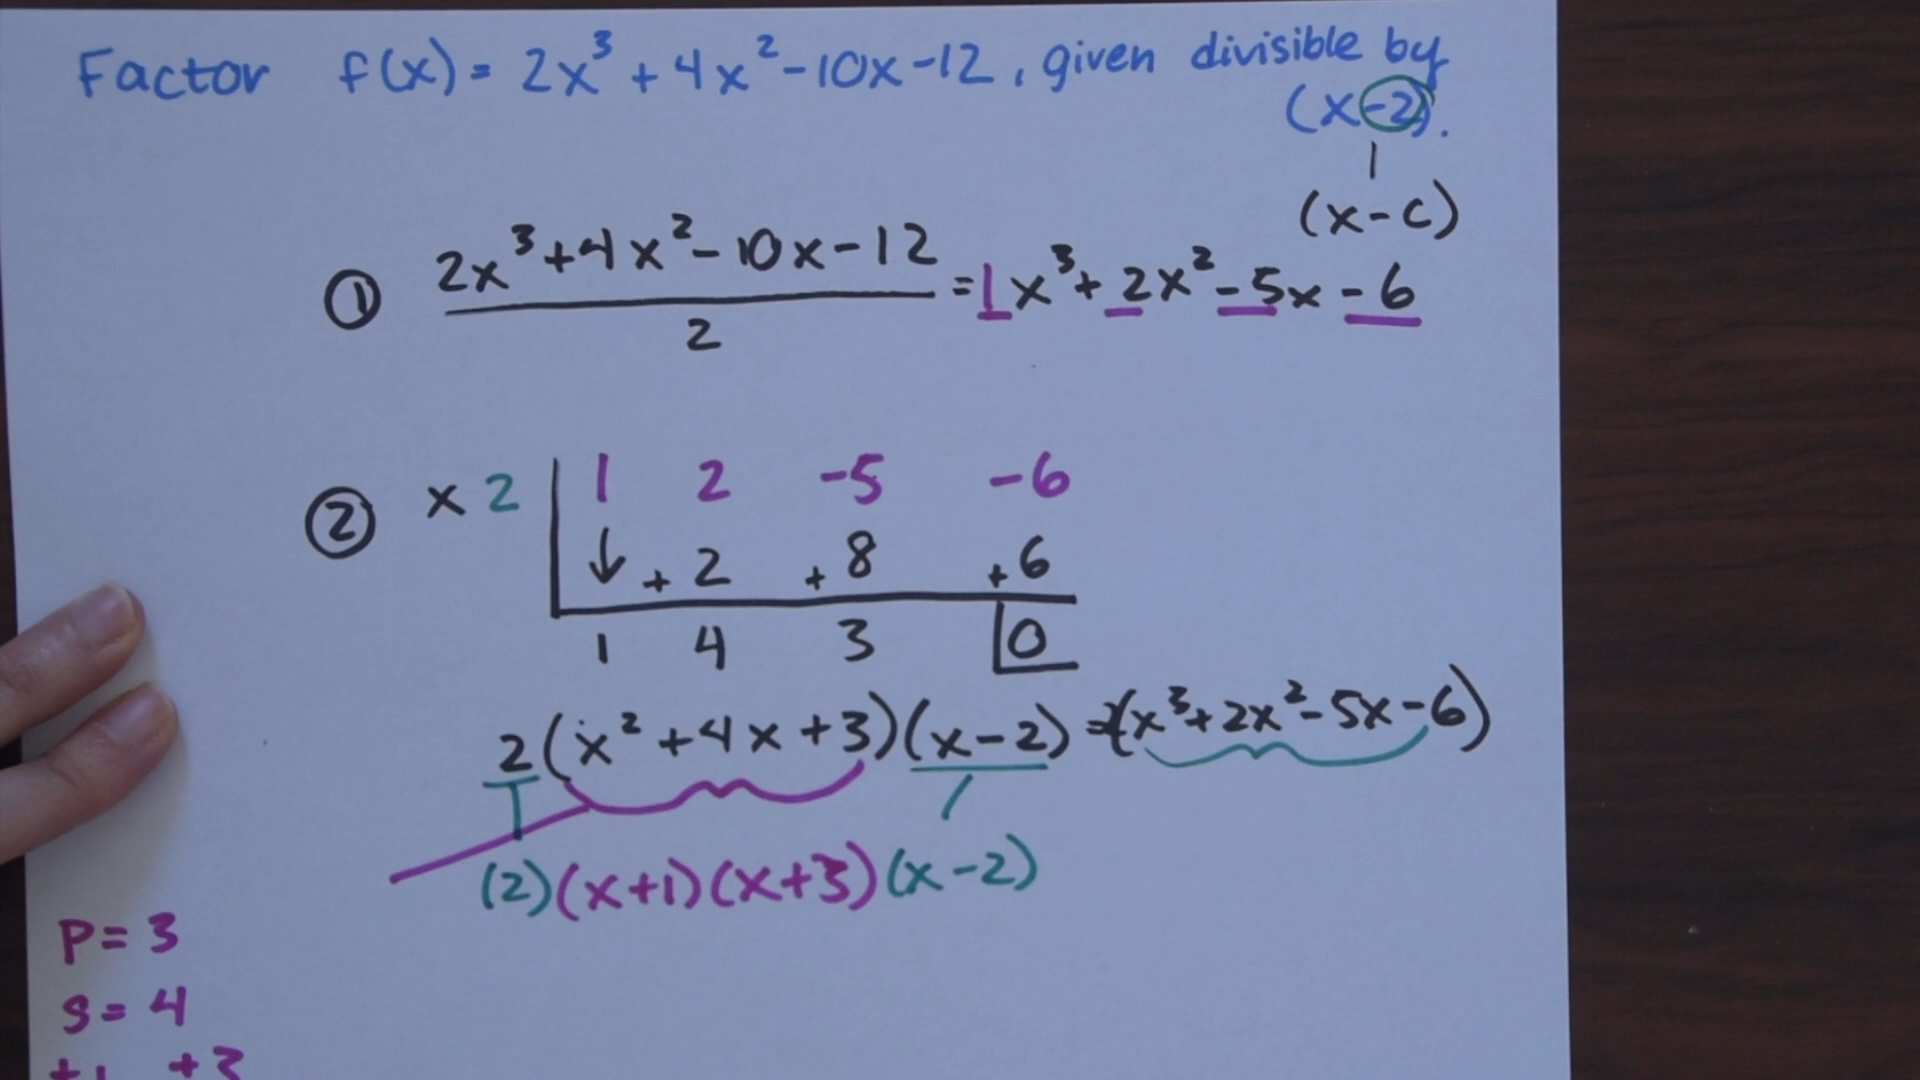 Factor f(x) = 2x³ + 4x² - 10x - 12, given divisible by
(x - 2).
(x - c)
① 2x³ + 4x² - 10x - 12
2
= 1x³ + 2x² - 5x - 6
② x 2 1 2 -5 -6
↓ + 2 + 8 + 6
1 4 3 0
2(x² + 4x + 3)(x - 2) = (x³ + 2x² - 5x - 6)
(2)(x+1)(x+3)(x-2)
P = 3
S = 4
+1 +3